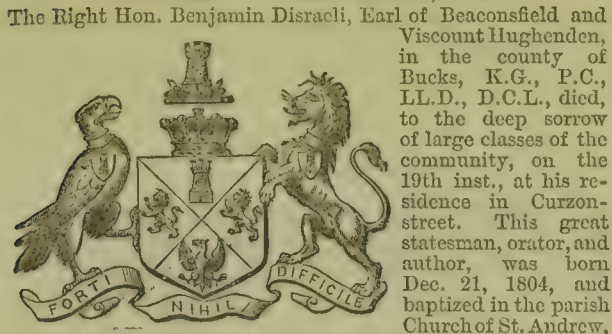 The Right Hon. Benjamin Disraeli, Earl of Beaconsfield and
Viscount Hughenden,
in the county of
Bucks, K.G., P.C.,
LL.D., D.C.L., died,
to the deep sorrow
of large classes of the
community, on the
19th inst., at his re-
sidence in Curzon-
street. This great
statesman, orator, and
author, was born
Dec. 21, 1804, and
baptized in the parish
Church of St. Andrew,
FORTI NIHIL DIFFICILE